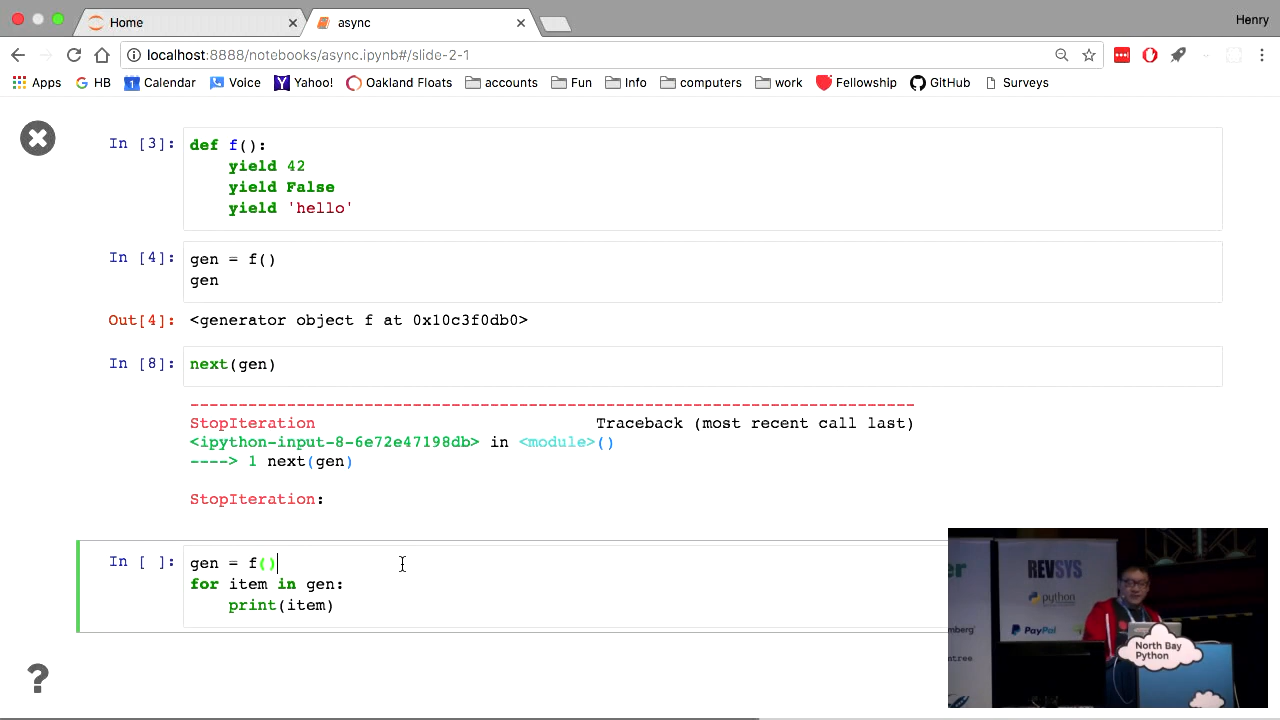 Home
async
Henry
localhost:8888/notebooks/async.ipynb#/slide-2-1
Apps
G HB
1 Calendar
Voice
Yahoo!
Oakland Floats
accounts
Fun
Info
computers
work
Fellowship
GitHub
Surveys
In [3]:
def f():
    yield 42
    yield False
    yield 'hello'
In [4]:
gen = f()
gen
Out[4]:
<generator object f at 0x10c3f0db0>
In [8]:
next(gen)
---------------------------------------------------------------------------
StopIteration                             Traceback (most recent call last)
<ipython-input-8-6e72e47198db> in <module>()
----> 1 next(gen)
StopIteration:
In [ ]:
gen = f()
for item in gen:
    print(item)
?
REVSYS
python
PayPal
North Bay
Python